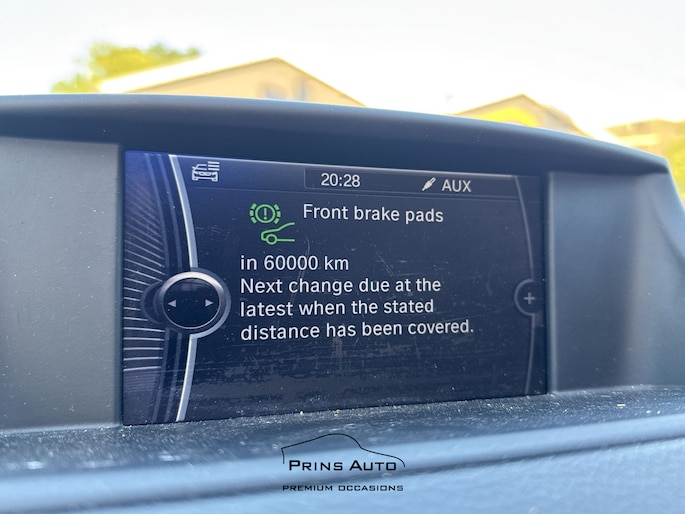 20:28
AUX
Front brake pads
in 60000 km
Next change due at the
latest when the stated
distance has been covered.
PRINS AUTO
PREMIUM OCCASIONS